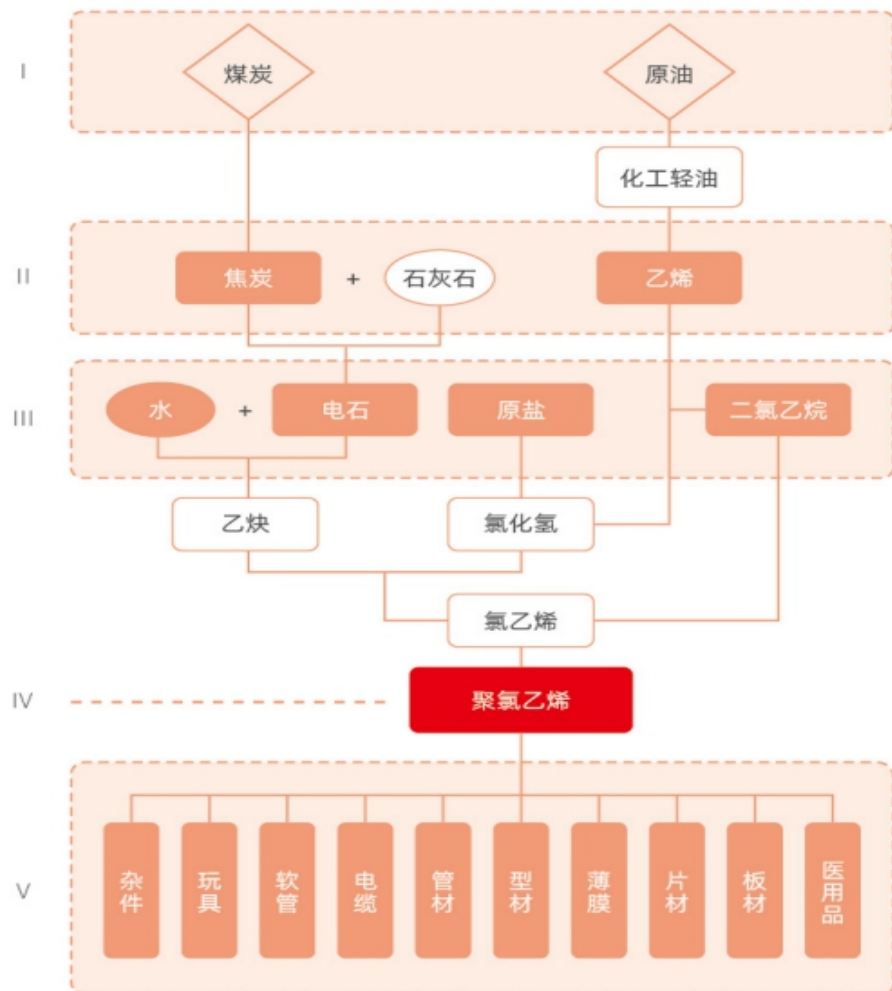 I
煤炭
原油
化工轻油
II
焦炭
+
石灰石
乙烯
III
水
+
电石
原盐
二氯乙烷
乙炔
氯化氢
氯乙烯
IV
聚氯乙烯
V
杂件
玩具
软管
电缆
管材
型材
薄膜
片材
板材
医用品